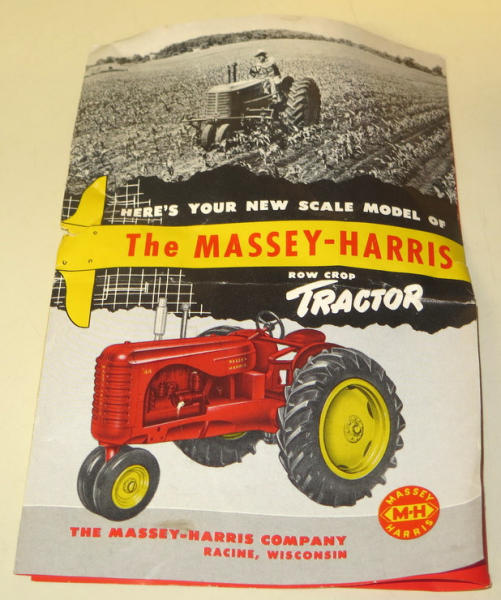 HERE'S YOUR NEW SCALE MODEL OF
The MASSEY-HARRIS
ROW CROP
TRACTOR
44
MASSEY
HARRIS
THE MASSEY-HARRIS COMPANY
RACINE, WISCONSIN
MASSEY
M-H
HARRIS